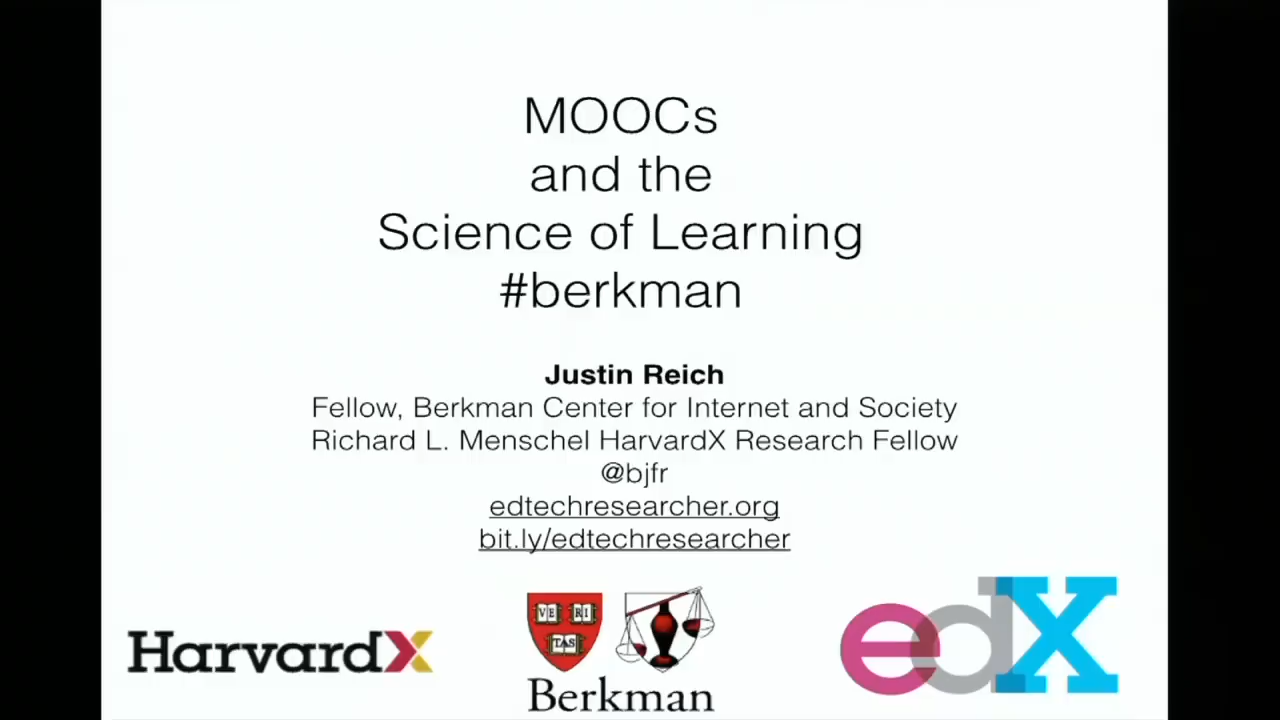 MOOCs
and the
Science of Learning
#berkman
Justin Reich
Fellow, Berkman Center for Internet and Society
Richard L. Menschel HarvardX Research Fellow
@bjfr
edtechresearcher.org
bit.ly/edtechresearcher
HarvardX
VE RI
TAS
Berkman
edX